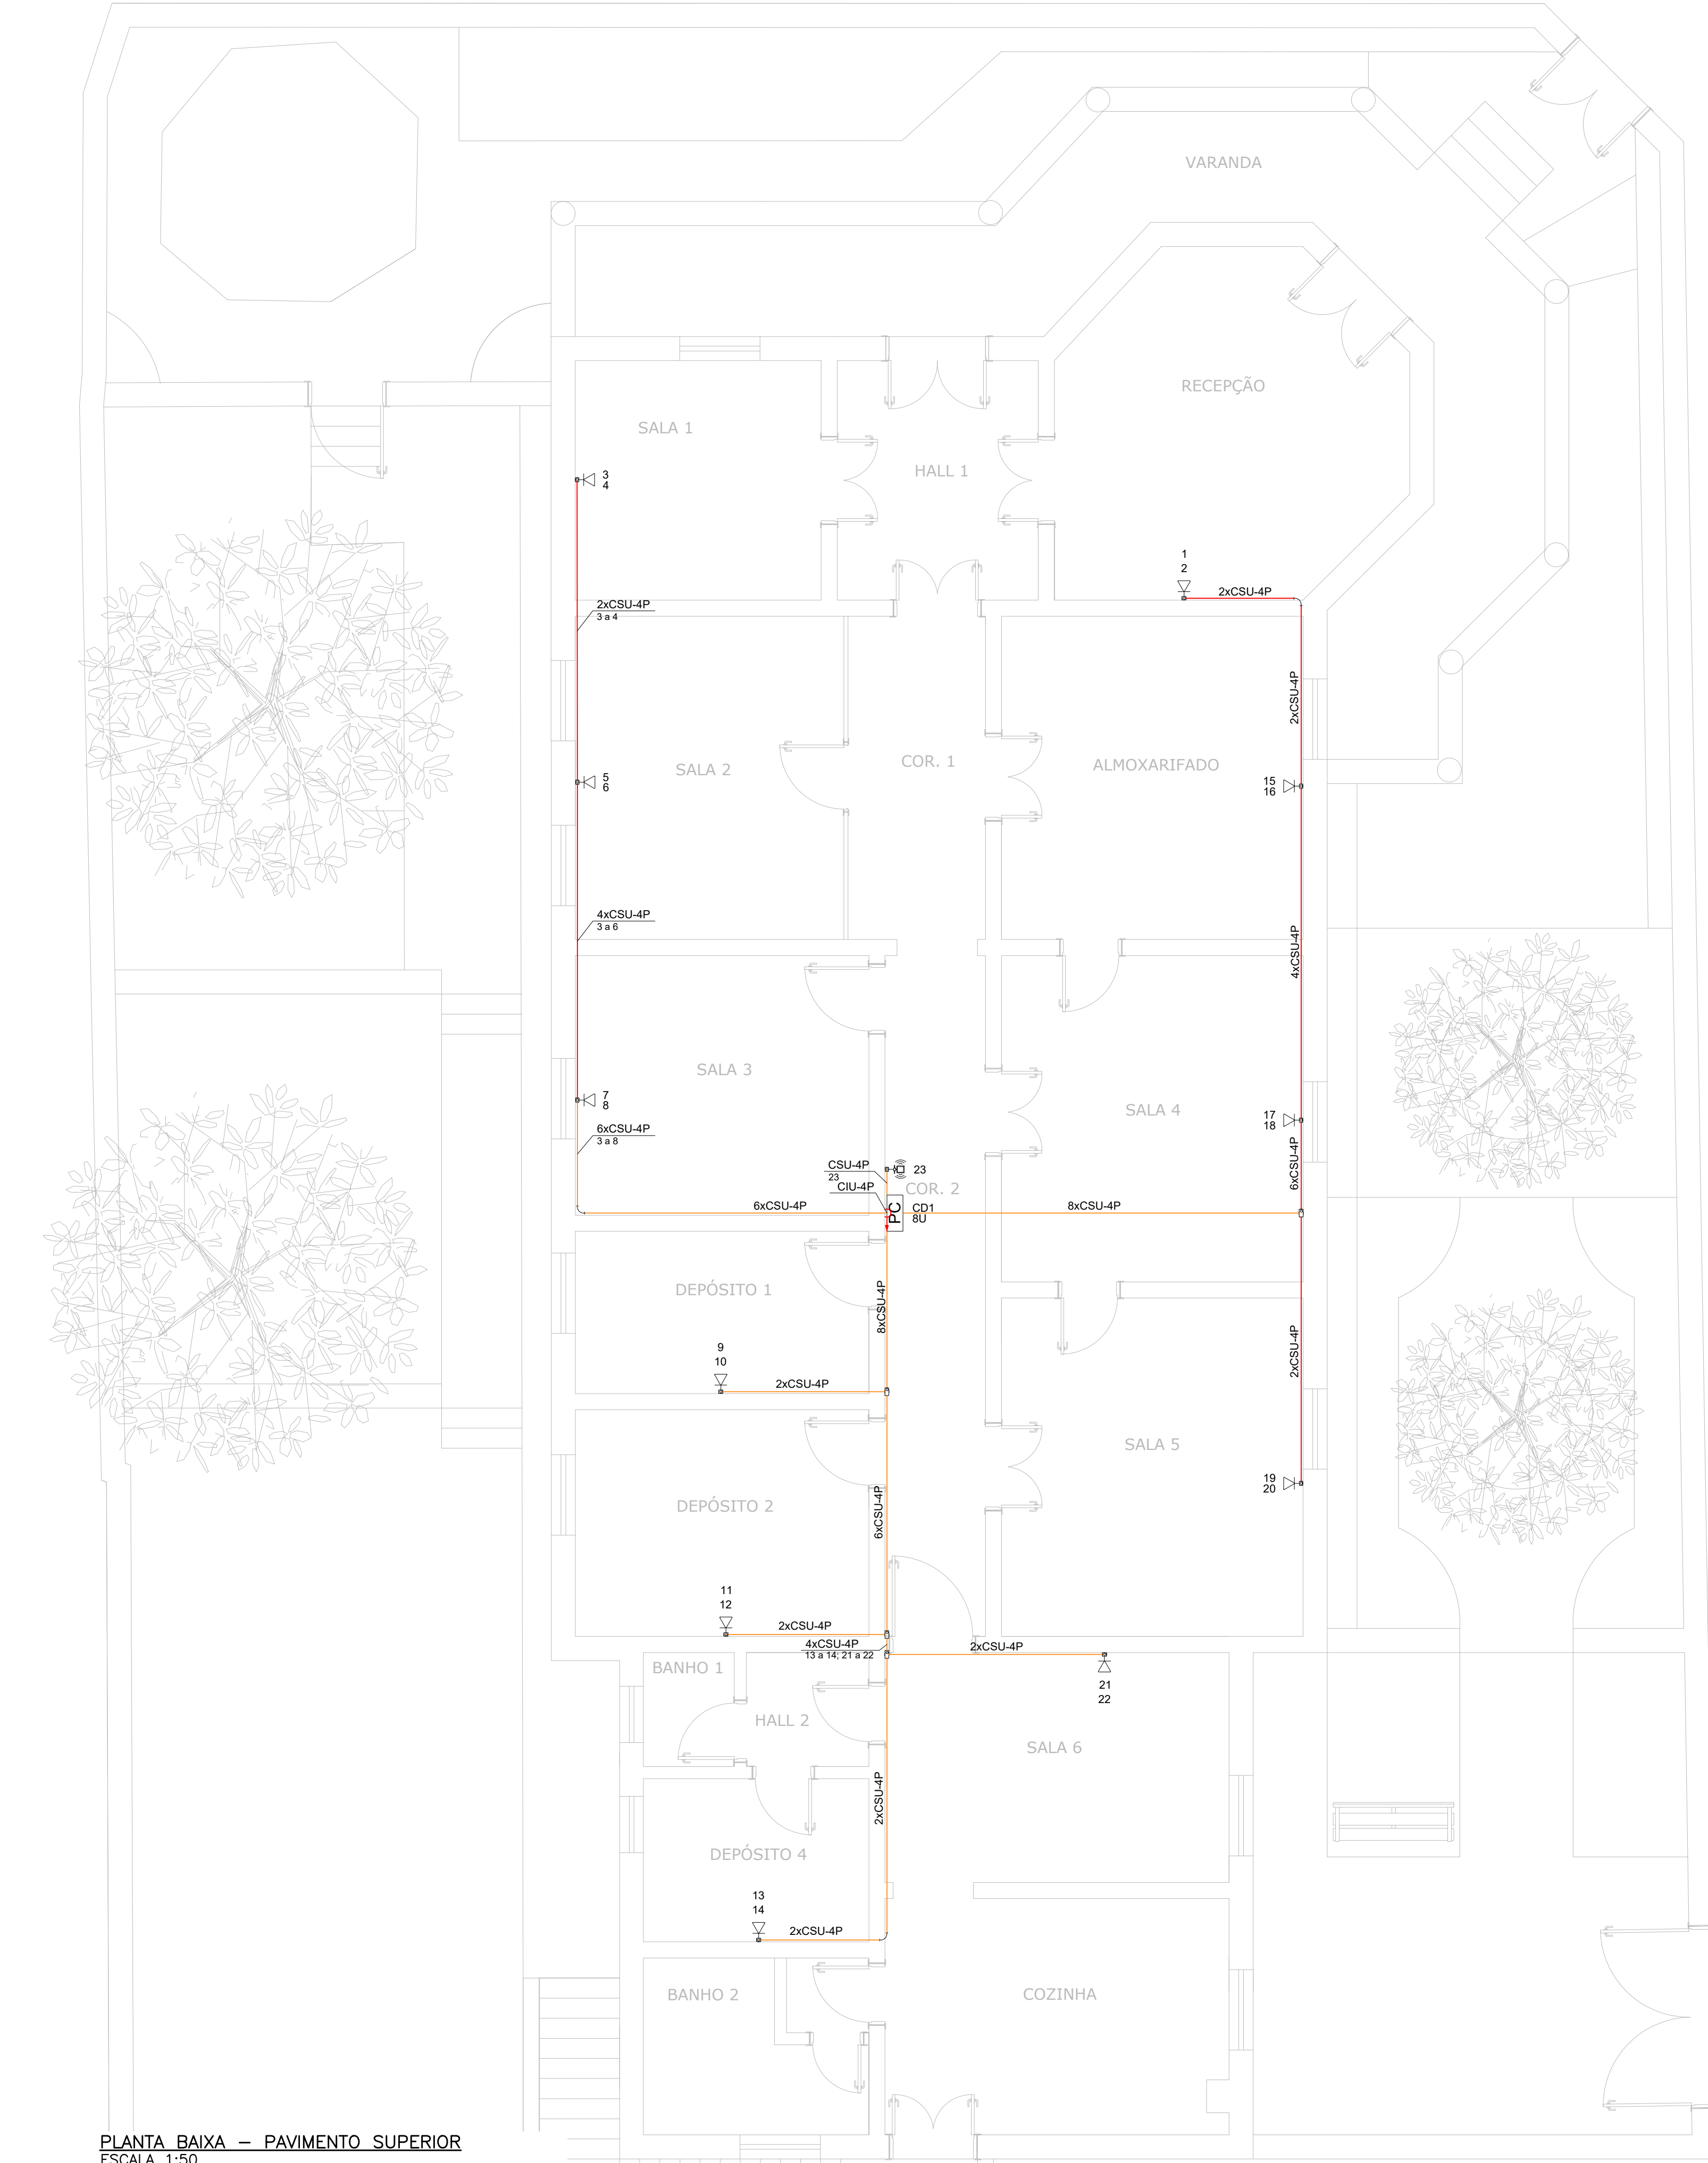 VARANDA
RECEPÇÃO
SALA 1
HALL 1
3
4
1
2
2xCSU-4P
2xCSU-4P
3 a 4
2xCSU-4P
COR. 1
ALMOXARIFADO
SALA 2
5
6
15
16
4xCSU-4P
3 a 6
4xCSU-4P
SALA 3
7
8
SALA 4
17
18
6xCSU-4P
3 a 8
6xCSU-4P
CSU-4P
23
23
CIU-4P
COR. 2
6xCSU-4P
PC
CD1
8U
8xCSU-4P
DEPÓSITO 1
8xCSU-4P
2xCSU-4P
9
10
2xCSU-4P
SALA 5
19
20
DEPÓSITO 2
6xCSU-4P
11
12
2xCSU-4P
4xCSU-4P
13 a 14; 21 a 22
2xCSU-4P
21
22
BANHO 1
HALL 2
SALA 6
2xCSU-4P
DEPÓSITO 4
13
14
2xCSU-4P
BANHO 2
COZINHA
PLANTA BAIXA – PAVIMENTO SUPERIOR
ESCALA 1:50